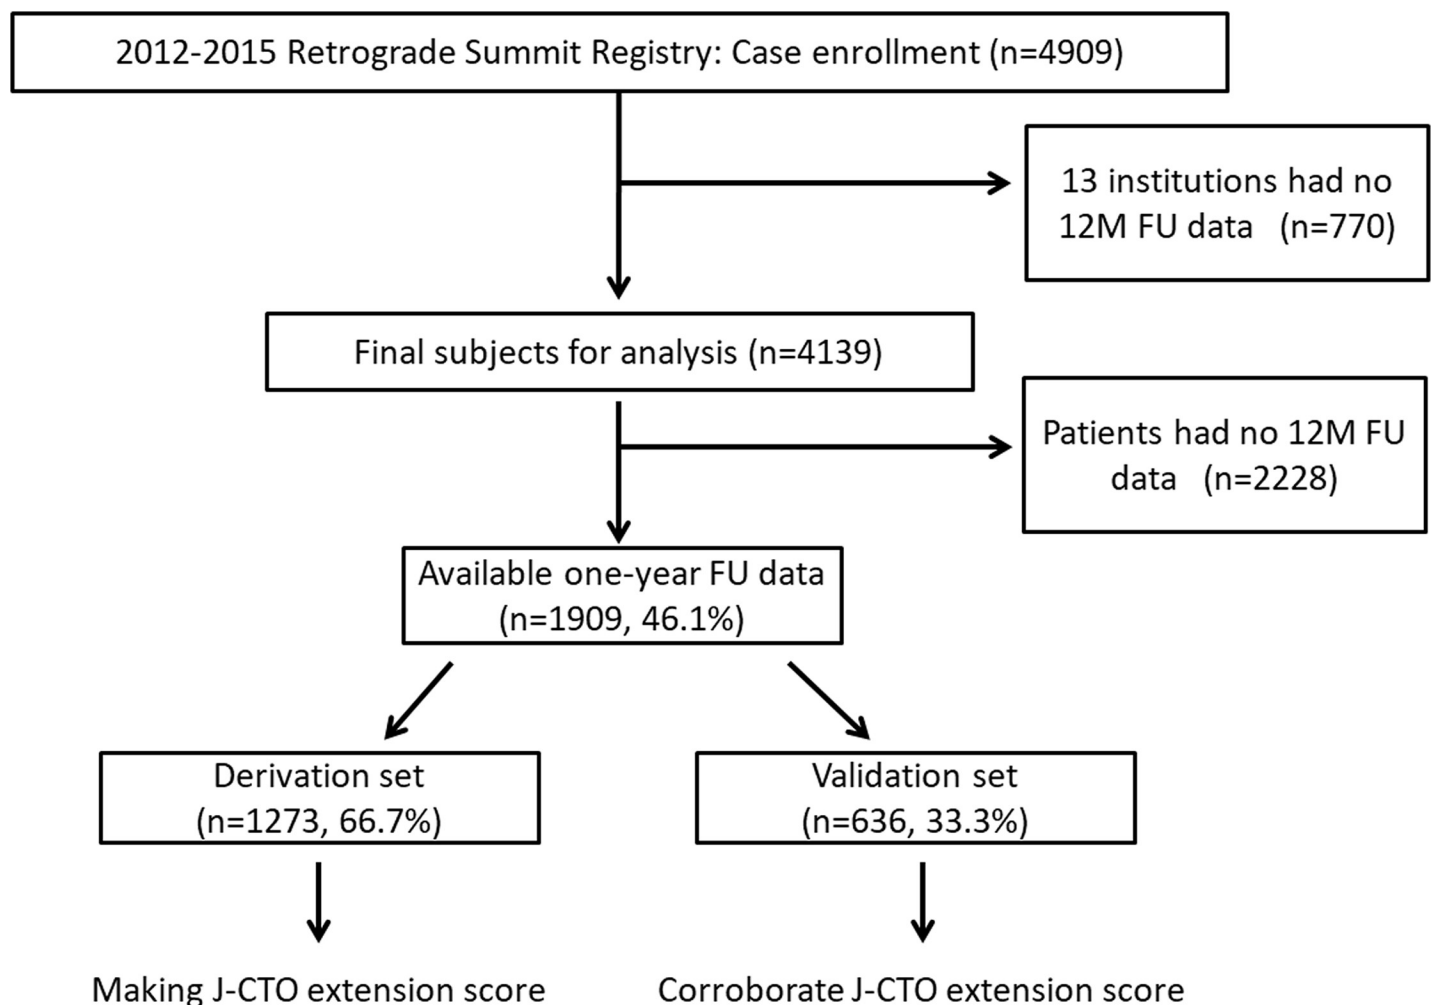 2012-2015 Retrograde Summit Registry: Case enrollment (n=4909)
13 institutions had no
12M FU data (n=770)
Final subjects for analysis (n=4139)
Patients had no 12M FU
data (n=2228)
Available one-year FU data
(n=1909, 46.1%)
Derivation set
(n=1273, 66.7%)
Validation set
(n=636, 33.3%)
Making J-CTO extension score
Corroborate J-CTO extension score